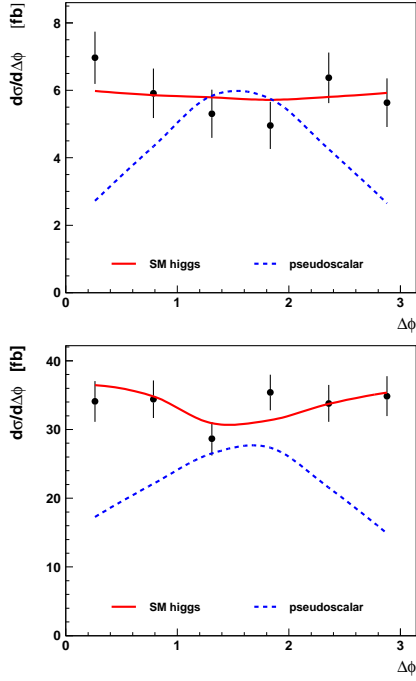 dσ/dΔϕ [fb]
8
6
4
2
0
SM higgs
pseudoscalar
0
1
2
3
Δϕ
dσ/dΔϕ [fb]
40
30
20
10
0
SM higgs
pseudoscalar
0
1
2
3
Δϕ